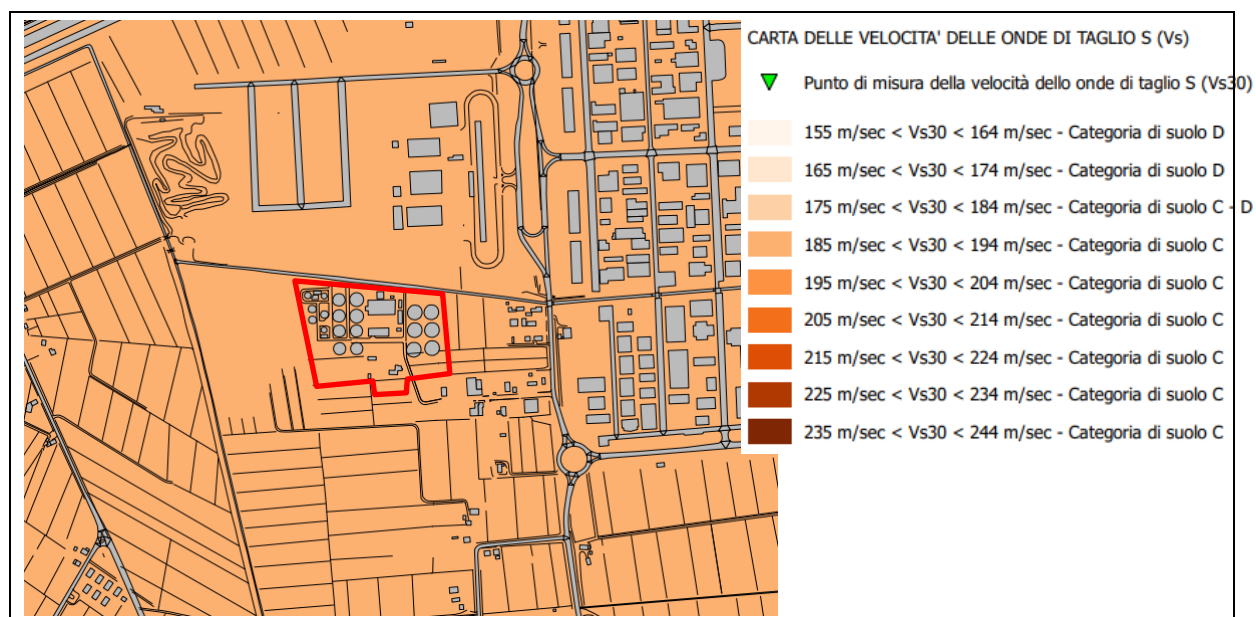 CARTA DELLE VELOCITA' DELLE ONDE DI TAGLIO S (Vs)
Punto di misura della velocità dello onde di taglio S (Vs30)
155 m/sec < Vs30 < 164 m/sec - Categoria di suolo D
165 m/sec < Vs30 < 174 m/sec - Categoria di suolo D
175 m/sec < Vs30 < 184 m/sec - Categoria di suolo C - D
185 m/sec < Vs30 < 194 m/sec - Categoria di suolo C
195 m/sec < Vs30 < 204 m/sec - Categoria di suolo C
205 m/sec < Vs30 < 214 m/sec - Categoria di suolo C
215 m/sec < Vs30 < 224 m/sec - Categoria di suolo C
225 m/sec < Vs30 < 234 m/sec - Categoria di suolo C
235 m/sec < Vs30 < 244 m/sec - Categoria di suolo C